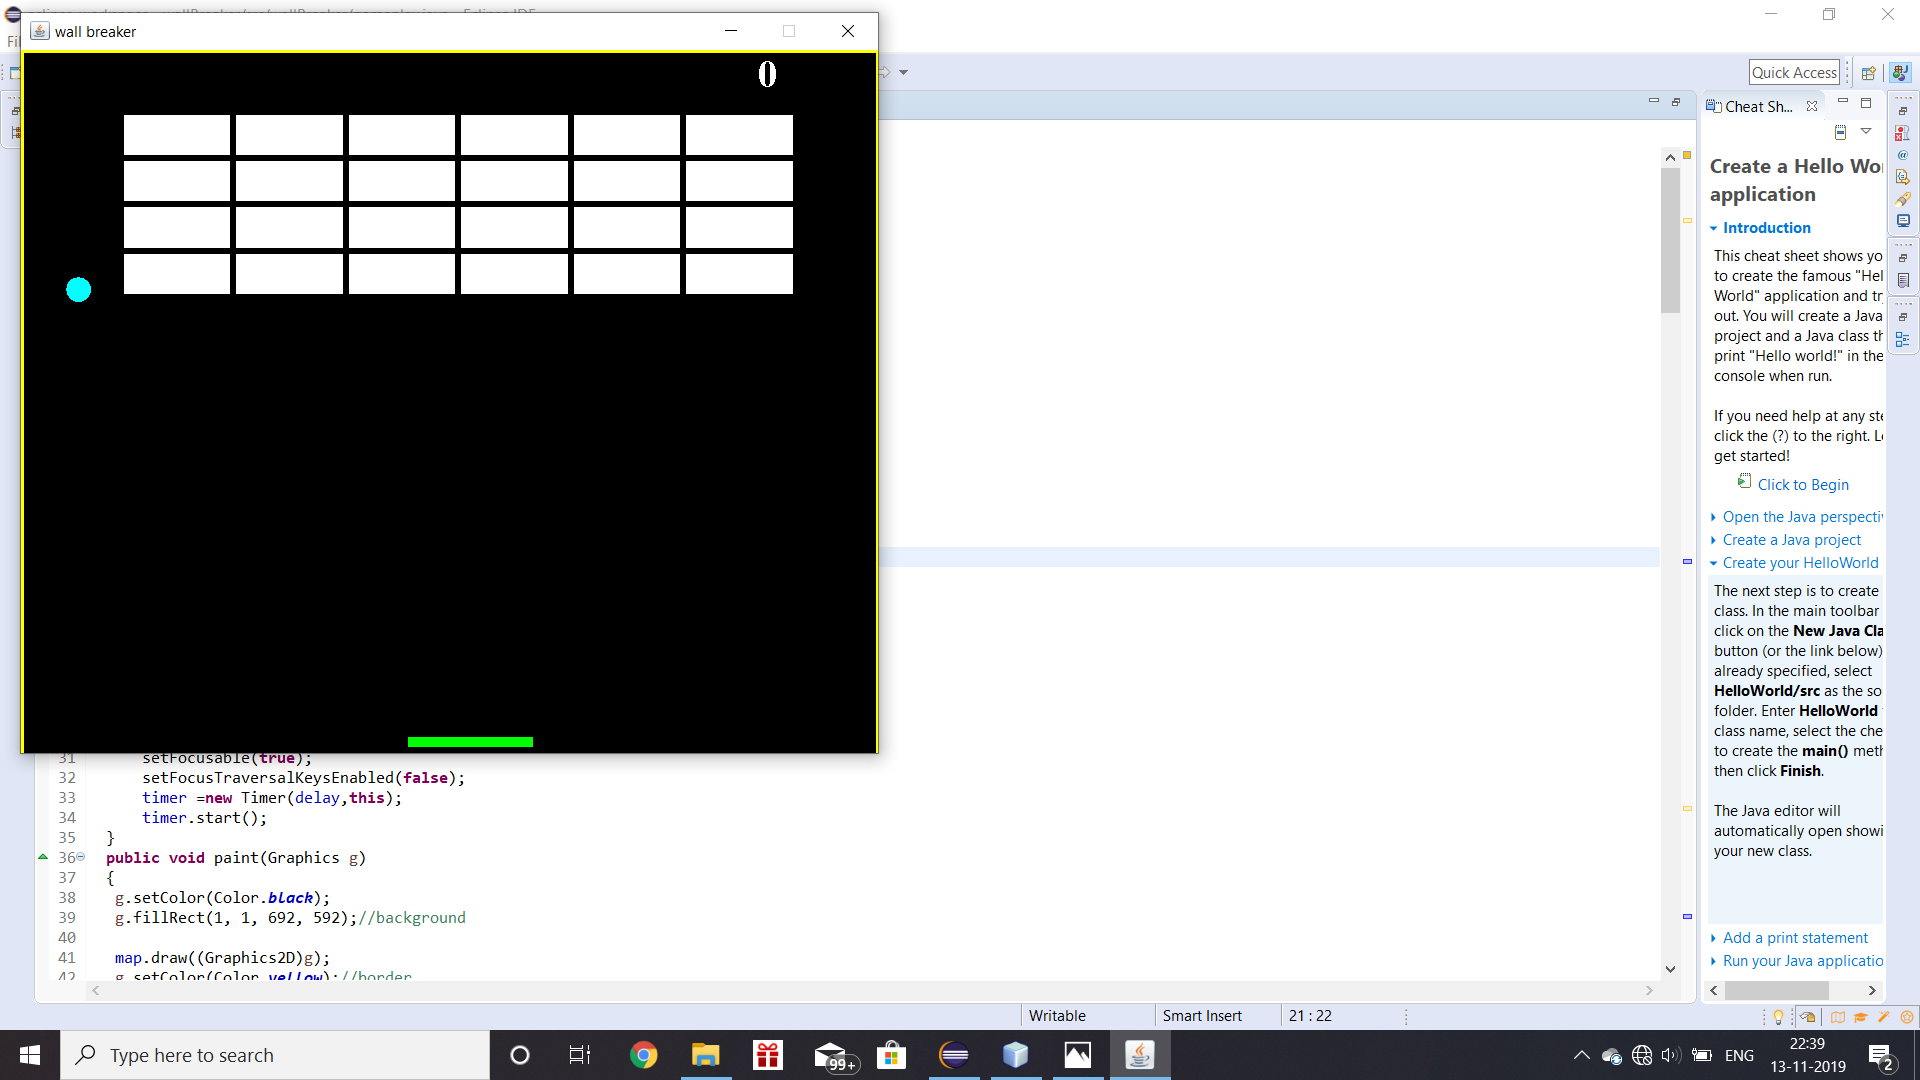 wall breaker
0
Quick Access
Cheat Sh...
Create a Hello Wo
application
Introduction
This cheat sheet shows yo
to create the famous "Hel
World" application and tr
out. You will create a Java
project and a Java class th
print "Hello world!" in the
console when run.
If you need help at any ste
click the (?) to the right. L
get started!
Click to Begin
Open the Java perspecti
Create a Java project
Create your HelloWorld
The next step is to create
class. In the main toolbar
click on the New Java Cla
button (or the link below)
already specified, select
HelloWorld/src as the so
folder. Enter HelloWorld
class name, select the che
to create the main() meth
then click Finish.
The Java editor will
automatically open showi
your new class.
Add a print statement
Run your Java applicatio
31 setFocusable(true);
32 setFocusTraversalKeysEnabled(false);
33 timer =new Timer(delay,this);
34 timer.start();
35 }
36 public void paint(Graphics g)
37 {
38 g.setColor(Color.black);
39 g.fillRect(1, 1, 692, 592);//background
40
41 map.draw((Graphics2D)g);
42 g.setColor(Color.yellow);//border
Writable
Smart Insert
21 : 22
Type here to search
99+
ENG
22:39
13-11-2019
2